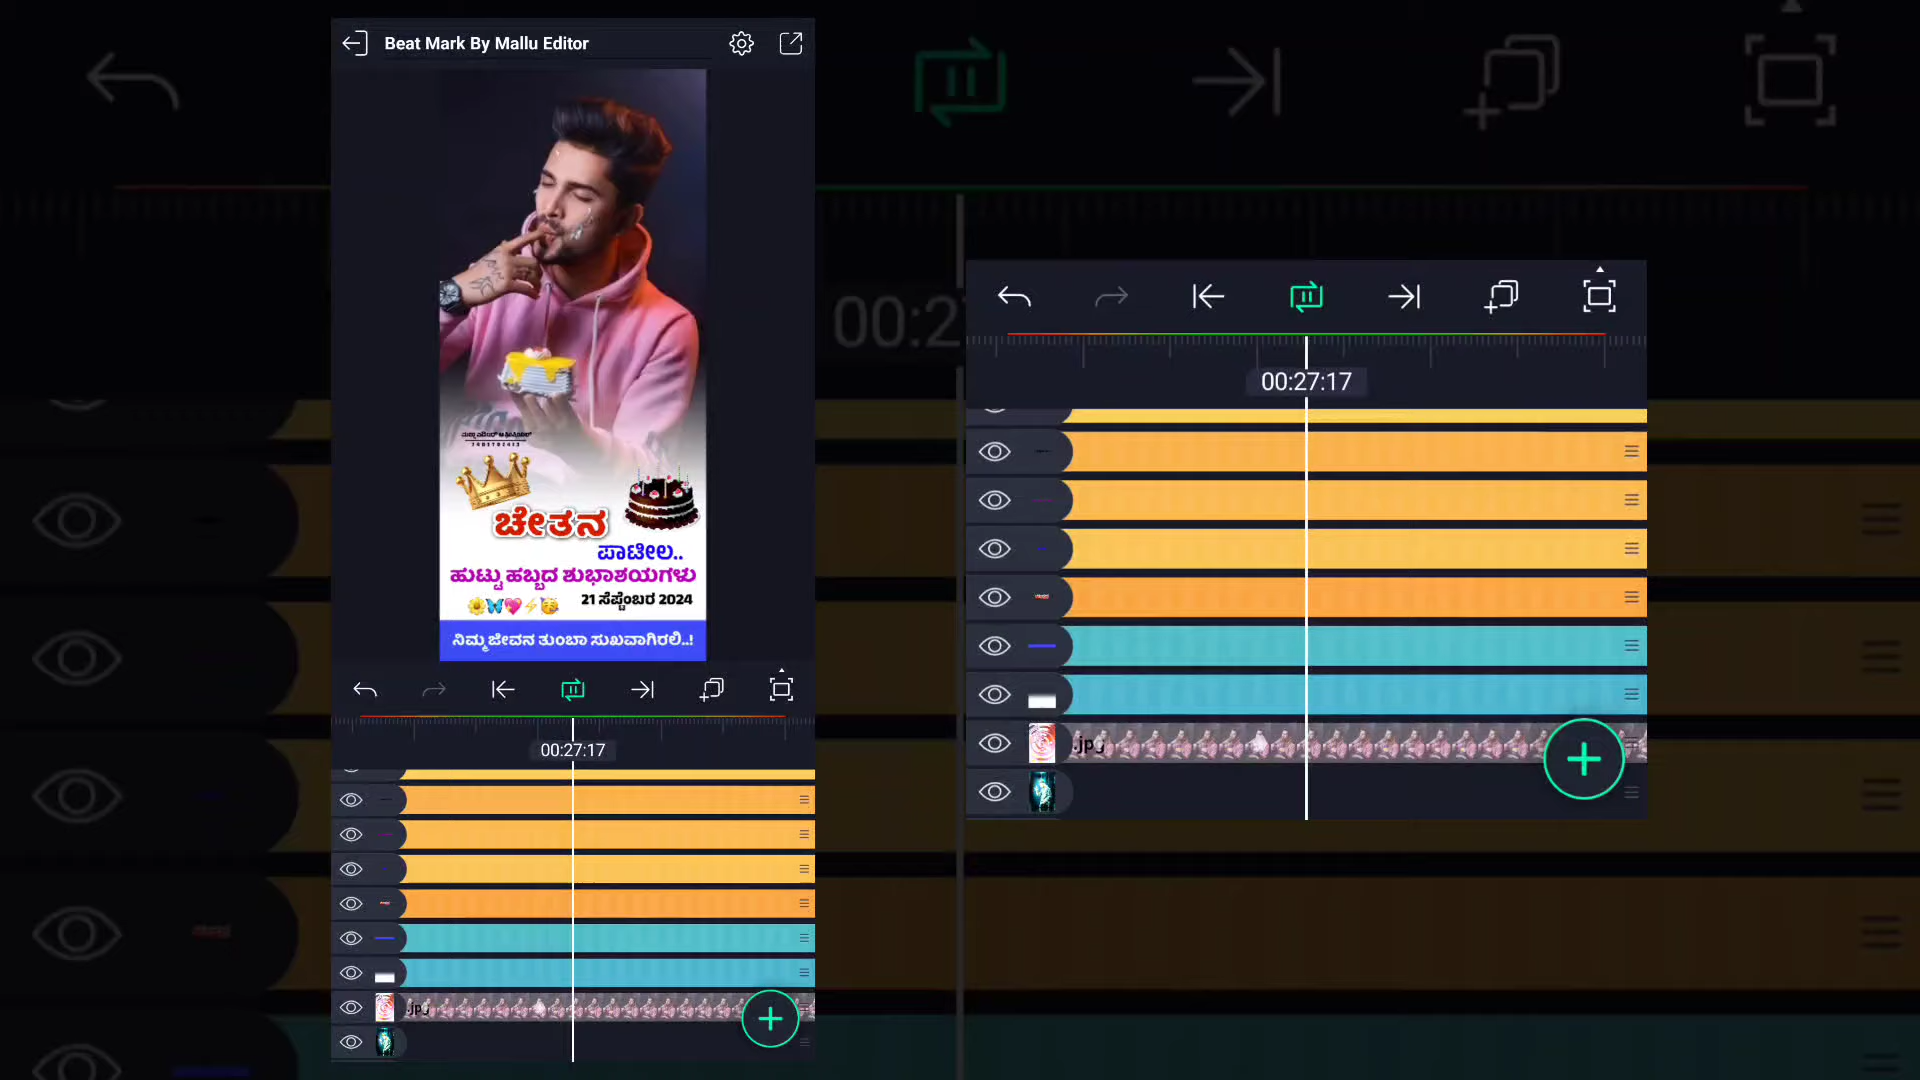 Beat Mark By Mallu Editor
ಚೇತನ
ಪಾಟೀಲ..
ಹುಟ್ಟು ಹಬ್ಬದ ಶುಭಾಶಯಗಳು
21 ಸೆಪ್ಟೆಂಬರ 2024
ನಿಮ್ಮ ಜೀವನ ತುಂಬಾ ಸುಖವಾಗಿರಲಿ..!
00:27:17
.jpg
00:2
00:27:17
.jpg